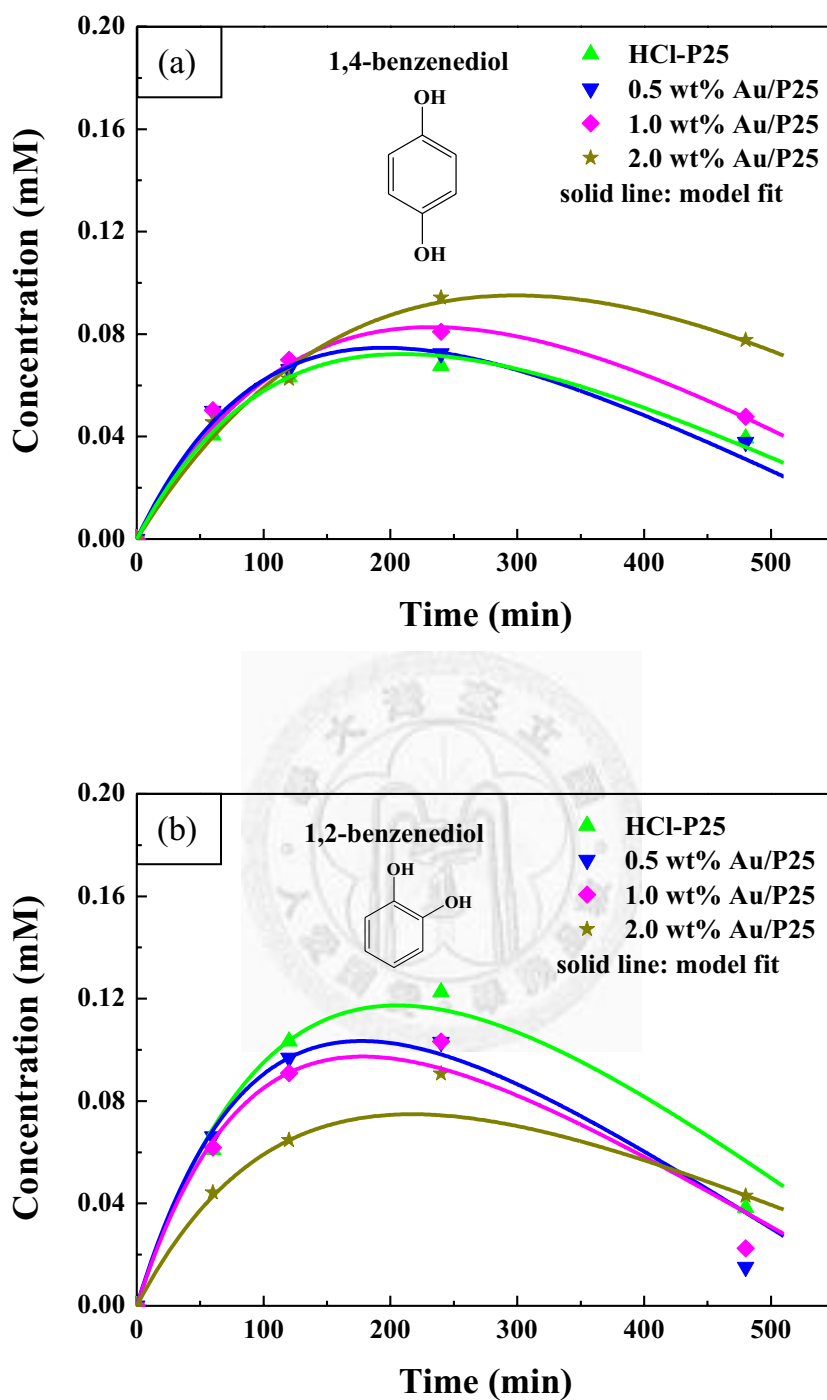 (a)
1,4-benzenediol
OH
OH
HCl-P25
0.5 wt% Au/P25
1.0 wt% Au/P25
2.0 wt% Au/P25
solid line: model fit
Concentration (mM)
0.20
0.16
0.12
0.08
0.04
0.00
0 100 200 300 400 500
Time (min)
(b)
1,2-benzenediol
OH
OH
HCl-P25
0.5 wt% Au/P25
1.0 wt% Au/P25
2.0 wt% Au/P25
solid line: model fit
Concentration (mM)
0.20
0.16
0.12
0.08
0.04
0.00
0 100 200 300 400 500
Time (min)